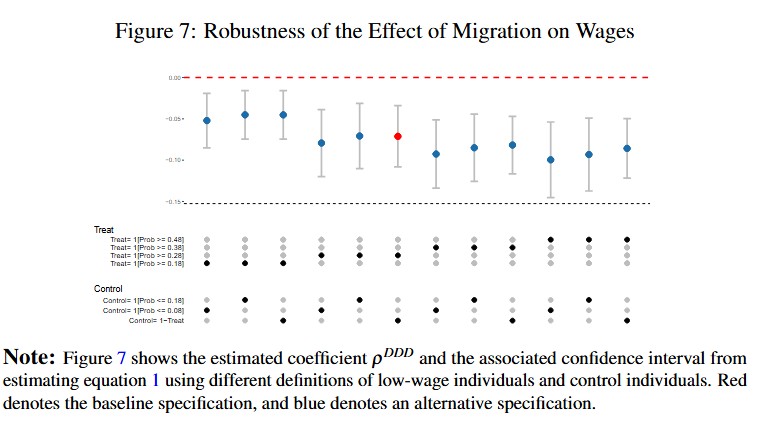 Figure 7: Robustness of the Effect of Migration on Wages
0.00
−0.05
−0.10
−0.15
Treat
Treat= 1[Prob >= 0.48]
Treat= 1[Prob >= 0.38]
Treat= 1[Prob >= 0.28]
Treat= 1[Prob >= 0.18]
Control
Control= 1[Prob <= 0.18]
Control= 1[Prob <= 0.08]
Control= 1−Treat
Note: Figure 7 shows the estimated coefficient ρDDD and the associated confidence interval from
estimating equation 1 using different definitions of low-wage individuals and control individuals. Red
denotes the baseline specification, and blue denotes an alternative specification.